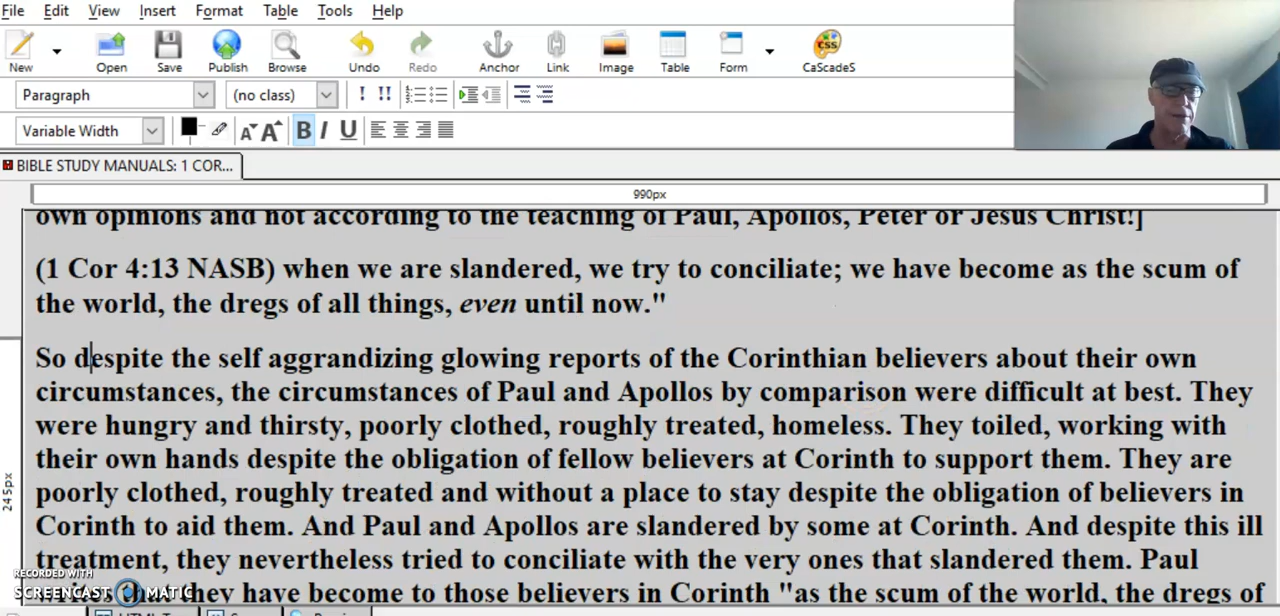 File Edit View Insert Format Table Tools Help
New Open Save Publish Browse Undo Redo Anchor Link Image Table Form CaScadeS
Paragraph (no class) ! !!
Variable Width A A B I U
BIBLE STUDY MANUALS: 1 COR...
990px
own opinions and not according to the teaching of Paul, Apollos, Peter or Jesus Christ!]
(1 Cor 4:13 NASB) when we are slandered, we try to conciliate; we have become as the scum of
the world, the dregs of all things, even until now."
So despite the self aggrandizing glowing reports of the Corinthian believers about their own
circumstances, the circumstances of Paul and Apollos by comparison were difficult at best. They
were hungry and thirsty, poorly clothed, roughly treated, homeless. They toiled, working with
their own hands despite the obligation of fellow believers at Corinth to support them. They are
245px
poorly clothed, roughly treated and without a place to stay despite the obligation of believers in
Corinth to aid them. And Paul and Apollos are slandered by some at Corinth. And despite this ill
treatment, they nevertheless tried to conciliate with the very ones that slandered them. Paul
RECORDED WITH
SCREENCAST MATIC
they have become to those believers in Corinth "as the scum of the world, the dregs of